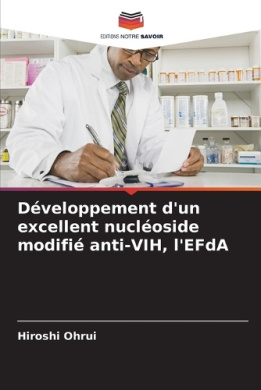 EDITIONS NOTRE SAVOIR
Développement d'un
excellent nucléoside
modifié anti-VIH, l'EFdA
Hiroshi Ohrui